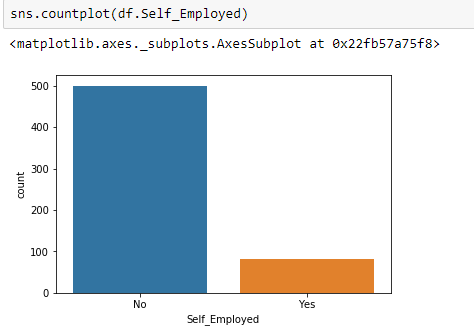 sns.countplot(df.Self_Employed)
<matplotlib.axes._subplots.AxesSubplot at 0x22fb57a75f8>
500
400
300
200
100
0
count
No Yes
Self_Employed